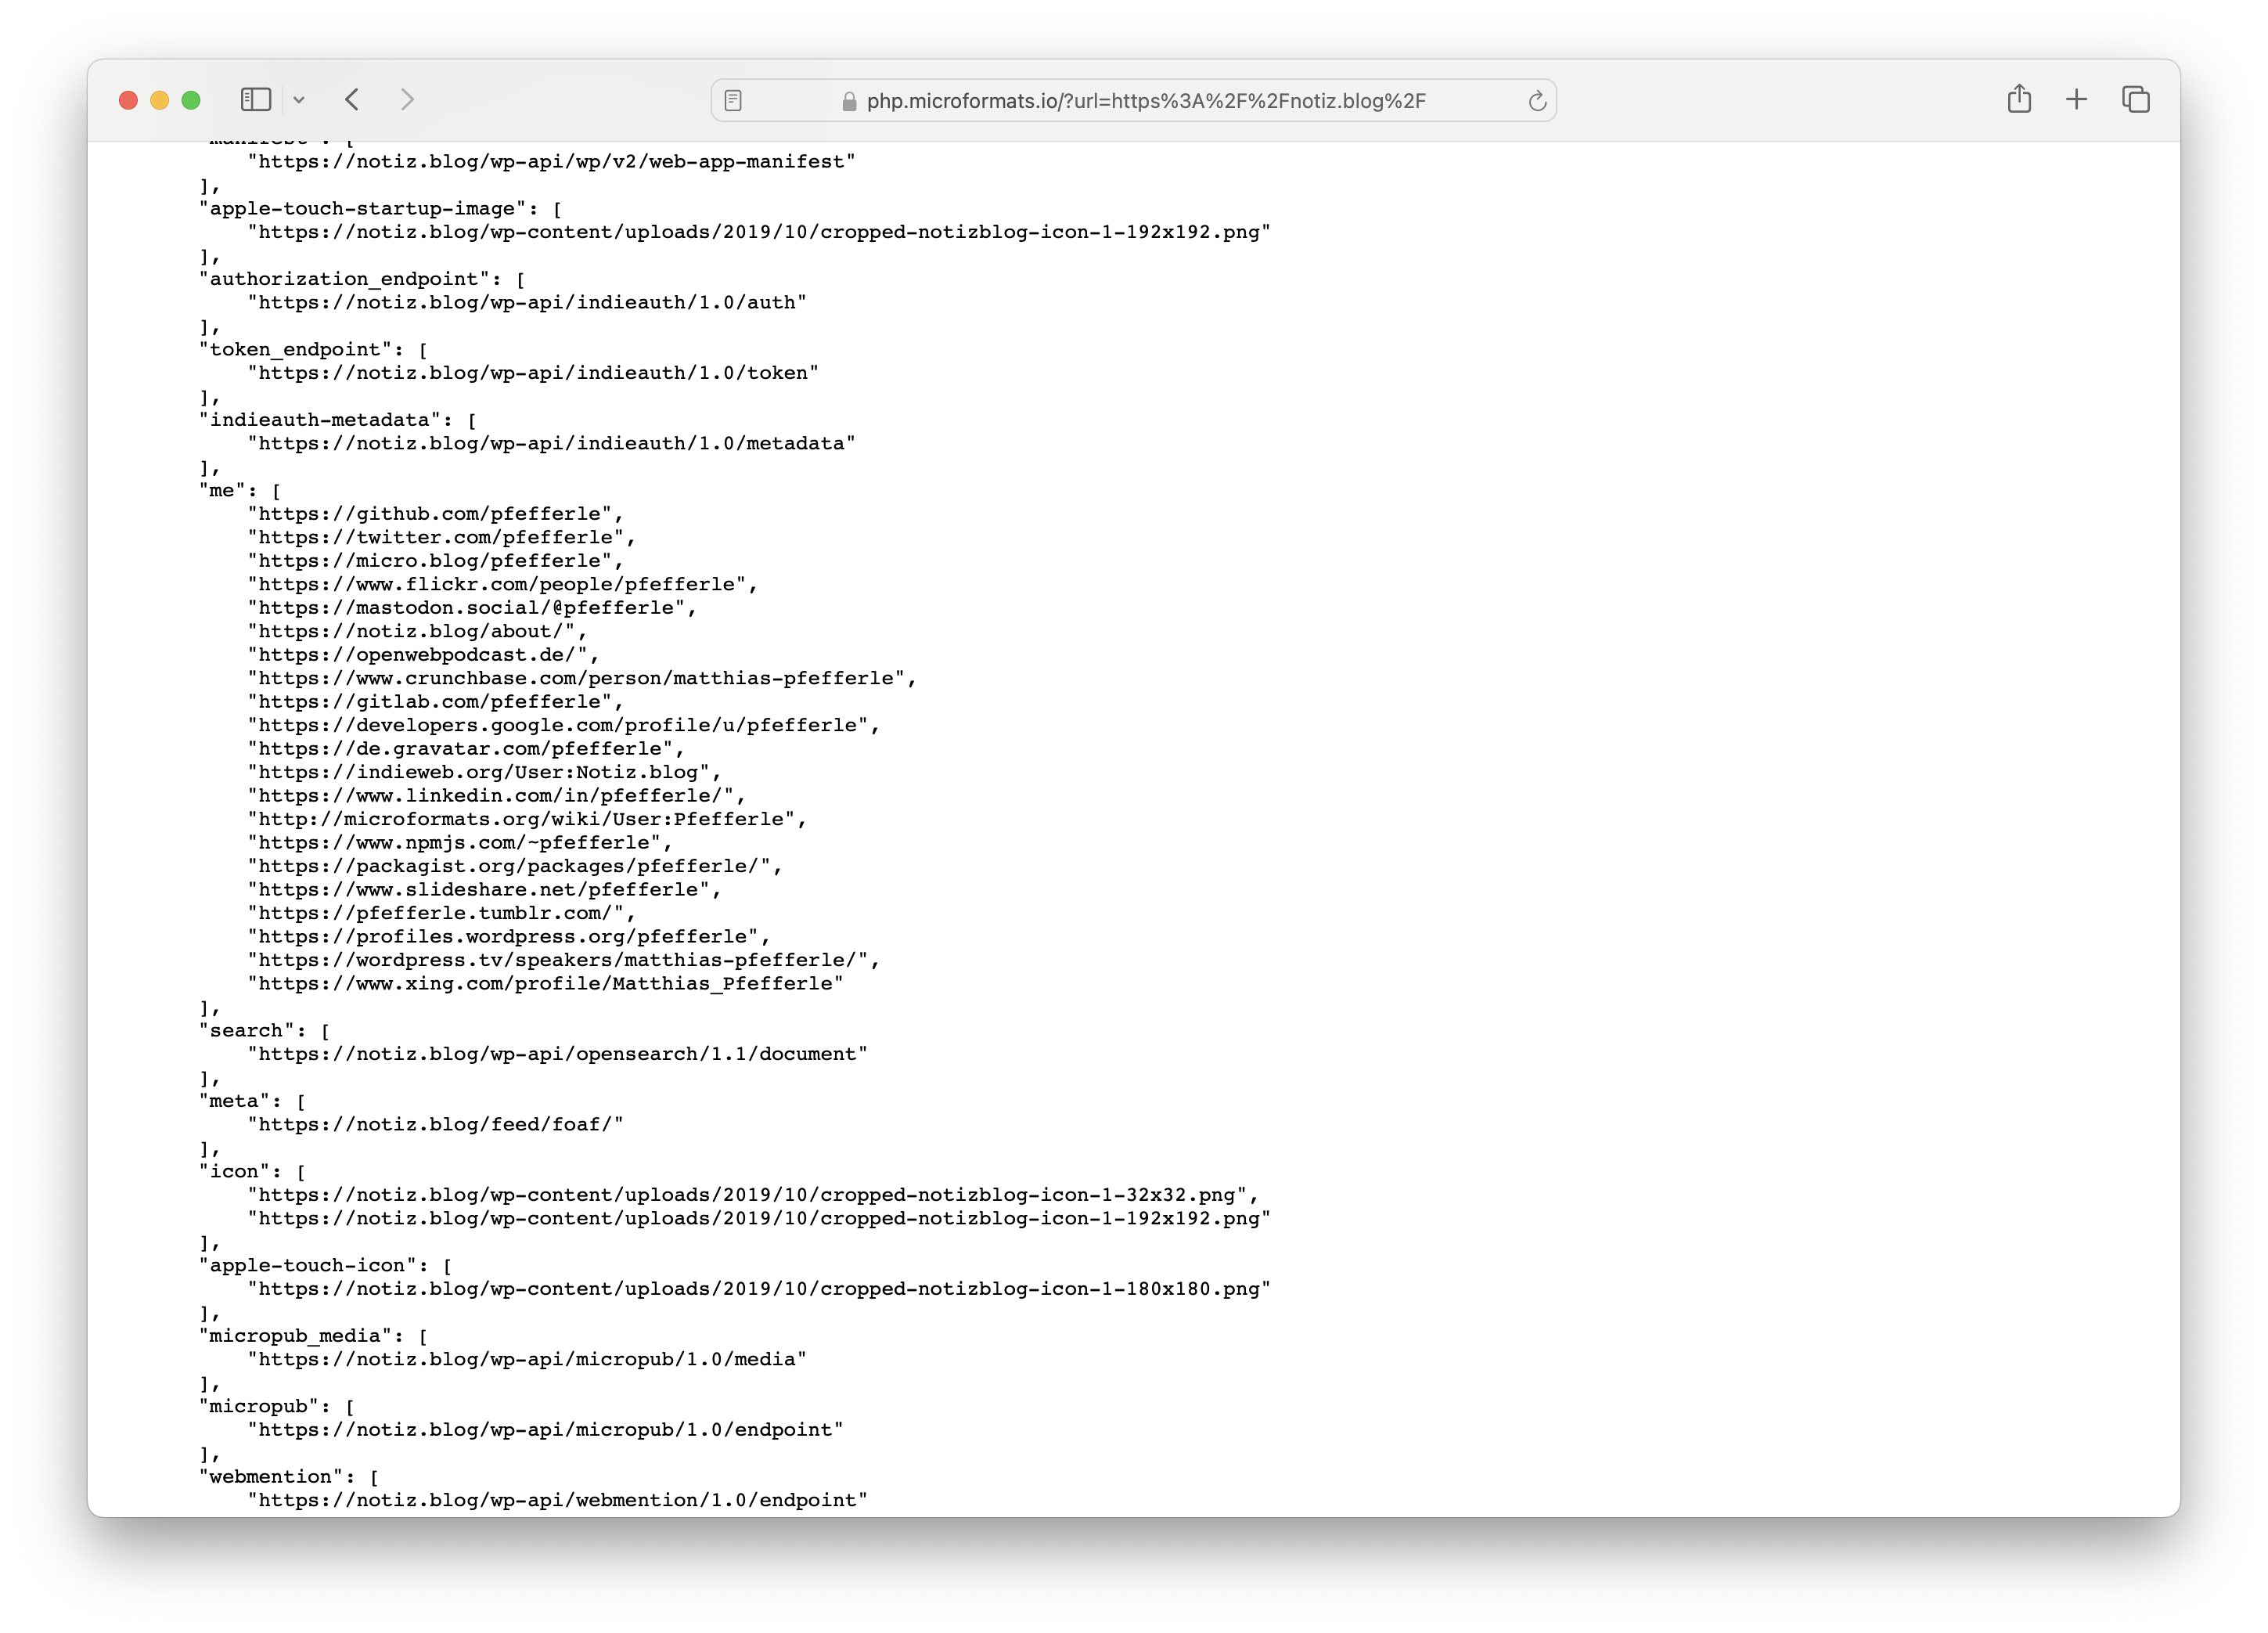 php.microformats.io/?url=https%3A%2F%2Fnotiz.blog%2F
"manifest": [
"https://notiz.blog/wp-api/wp/v2/web-app-manifest"
],
"apple-touch-startup-image": [
"https://notiz.blog/wp-content/uploads/2019/10/cropped-notizblog-icon-1-192x192.png"
],
"authorization_endpoint": [
"https://notiz.blog/wp-api/indieauth/1.0/auth"
],
"token_endpoint": [
"https://notiz.blog/wp-api/indieauth/1.0/token"
],
"indieauth-metadata": [
"https://notiz.blog/wp-api/indieauth/1.0/metadata"
],
"me": [
"https://github.com/pfefferle",
"https://twitter.com/pfefferle",
"https://micro.blog/pfefferle",
"https://www.flickr.com/people/pfefferle",
"https://mastodon.social/@pfefferle",
"https://notiz.blog/about/",
"https://openwebpodcast.de/",
"https://www.crunchbase.com/person/matthias-pfefferle",
"https://gitlab.com/pfefferle",
"https://developers.google.com/profile/u/pfefferle",
"https://de.gravatar.com/pfefferle",
"https://indieweb.org/User:Notiz.blog",
"https://www.linkedin.com/in/pfefferle/",
"http://microformats.org/wiki/User:Pfefferle",
"https://www.npmjs.com/~pfefferle",
"https://packagist.org/packages/pfefferle/",
"https://www.slideshare.net/pfefferle",
"https://pfefferle.tumblr.com/",
"https://profiles.wordpress.org/pfefferle",
"https://wordpress.tv/speakers/matthias-pfefferle/",
"https://www.xing.com/profile/Matthias_Pfefferle"
],
"search": [
"https://notiz.blog/wp-api/opensearch/1.1/document"
],
"meta": [
"https://notiz.blog/feed/foaf/"
],
"icon": [
"https://notiz.blog/wp-content/uploads/2019/10/cropped-notizblog-icon-1-32x32.png",
"https://notiz.blog/wp-content/uploads/2019/10/cropped-notizblog-icon-1-192x192.png"
],
"apple-touch-icon": [
"https://notiz.blog/wp-content/uploads/2019/10/cropped-notizblog-icon-1-180x180.png"
],
"micropub_media": [
"https://notiz.blog/wp-api/micropub/1.0/media"
],
"micropub": [
"https://notiz.blog/wp-api/micropub/1.0/endpoint"
],
"webmention": [
"https://notiz.blog/wp-api/webmention/1.0/endpoint"